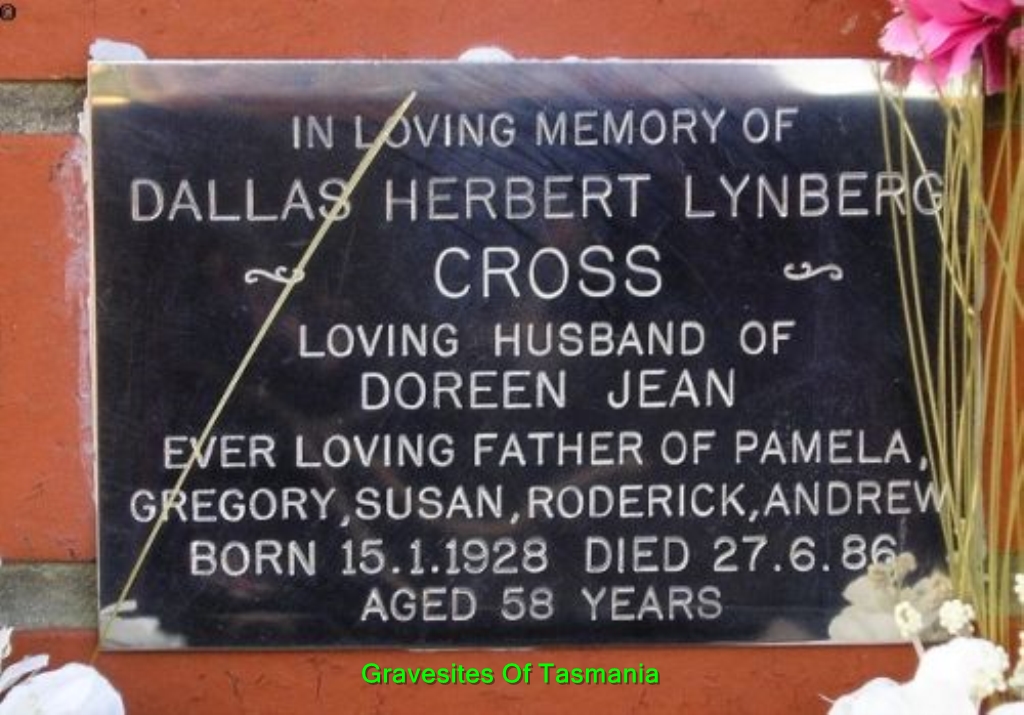 IN LOVING MEMORY OF
DALLAS HERBERT LYNBERG
CROSS
LOVING HUSBAND OF
DOREEN JEAN
EVER LOVING FATHER OF PAMELA,
GREGORY, SUSAN, RODERICK, ANDREW
BORN 15.1.1928 DIED 27.6.86
AGED 58 YEARS
Gravesites Of Tasmania